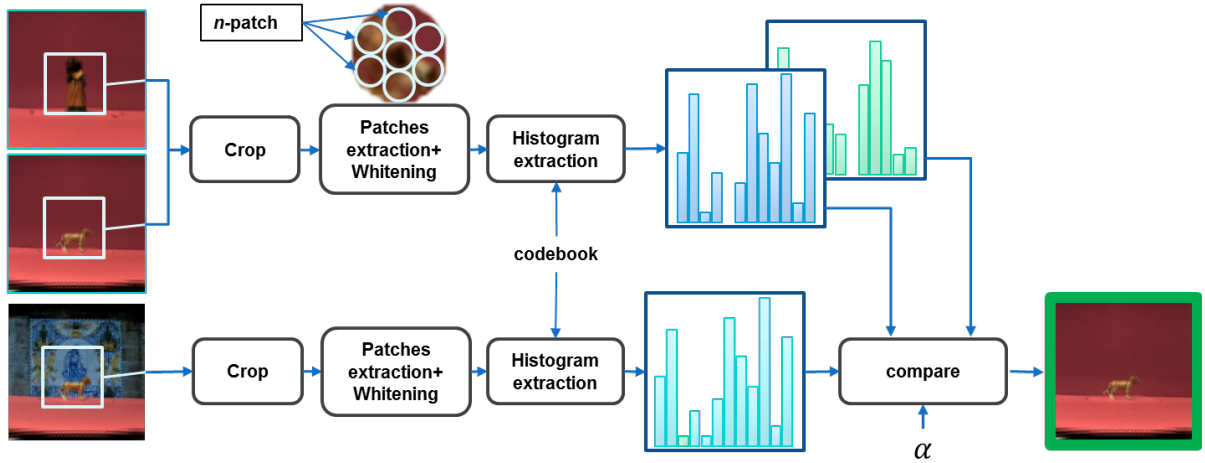 n-patch
Crop
Patches
extraction+
Whitening
Histogram
extraction
codebook
Crop
Patches
extraction+
Whitening
Histogram
extraction
compare
α